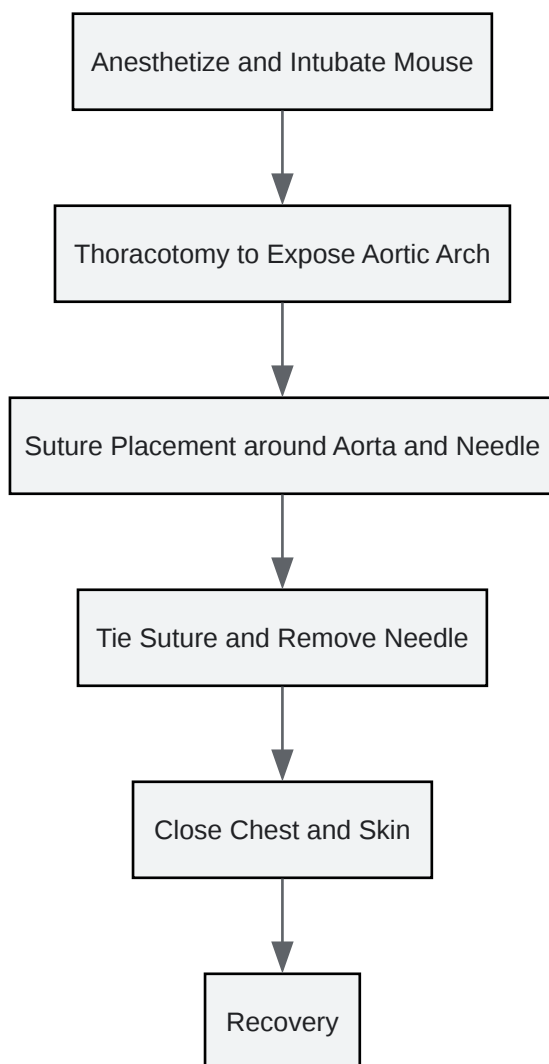 Anesthetize and Intubate Mouse
Thoracotomy to Expose Aortic Arch
Suture Placement around Aorta and Needle
Tie Suture and Remove Needle
Close Chest and Skin
Recovery